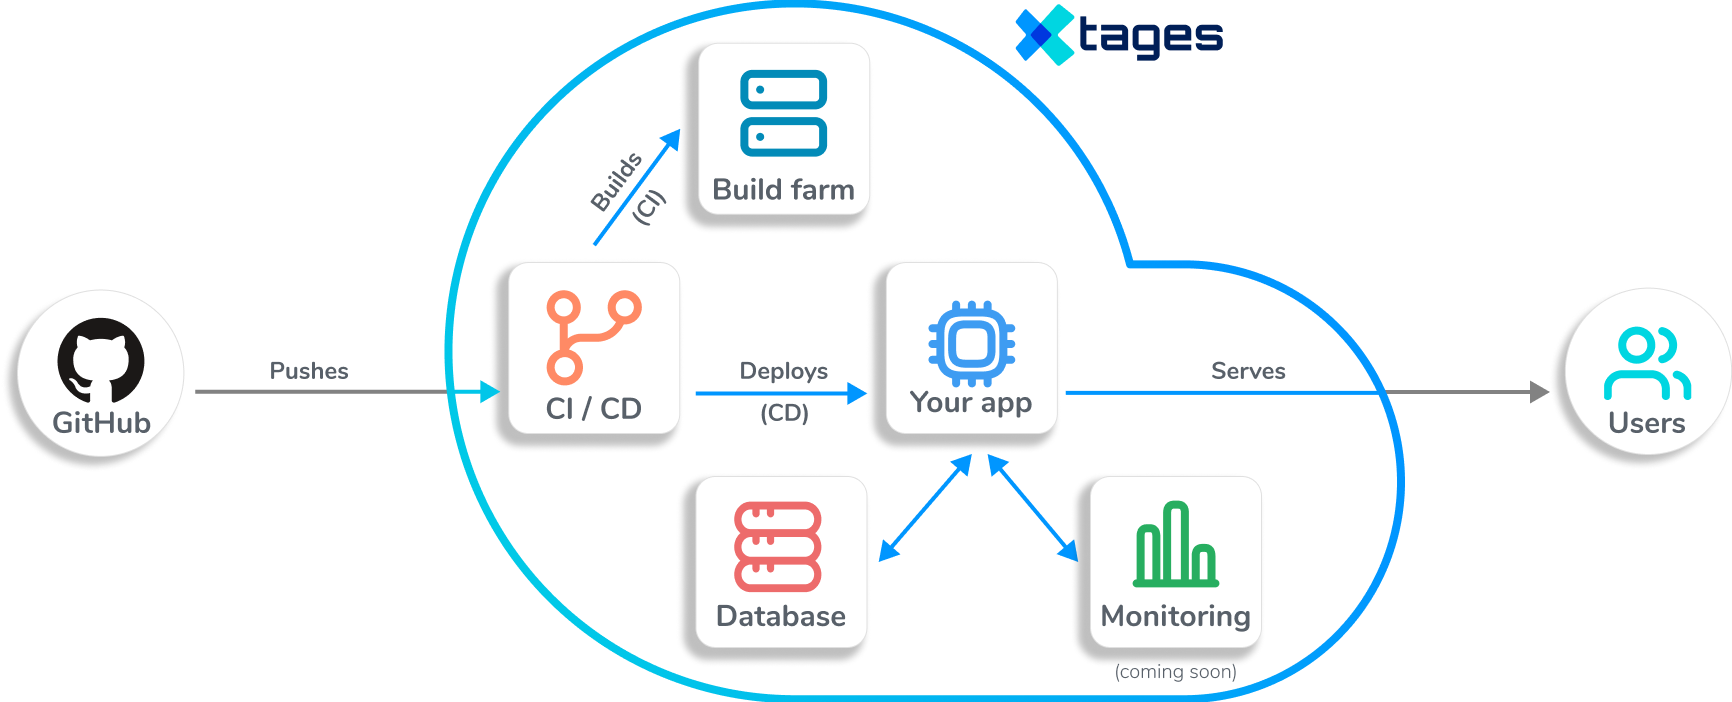 tages
Build farm
Builds
(CI)
GitHub
Pushes
CI / CD
Deploys
(CD)
Your app
Serves
Users
Database
Monitoring
(coming soon)